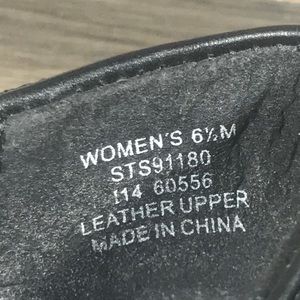 WOMEN'S 6½M
STS91180
I14 60556
LEATHER UPPER
MADE IN CHINA